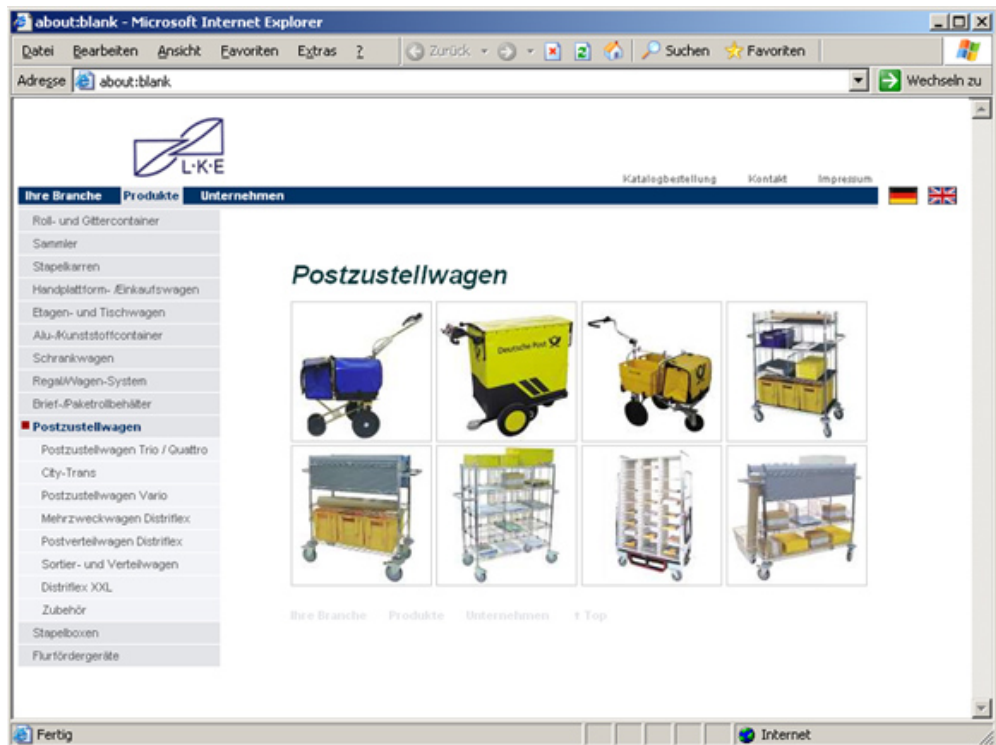 about:blank - Microsoft Internet Explorer
Datei Bearbeiten Ansicht Favoriten Extras ? Zurück Suchen Favoriten
Adresse about:blank Wechseln zu
L·K·E
Katalogbestellung Kontakt Impressum
Ihre Branche Produkte Unternehmen
Roll- und Gittercontainer
Sammler
Stapelkarren
Handplattform- /Einkaufswagen
Etagen- und Tischwagen
Alu-/Kunststoffcontainer
Schrankwagen
Regal/Wagen-System
Brief-/Paketrollbehälter
Postzustellwagen
Postzustellwagen Trio / Quattro
City-Trans
Postzustellwagen Vario
Mehrzweckwagen Distriflex
Postverteilwagen Distriflex
Sortier- und Verteilwagen
Distriflex XXL
Zubehör
Stapelboxen
Flurfördergeräte
Postzustellwagen
Deutsche Post
Ihre Branche Produkte Unternehmen ⇑ Top
Fertig Internet